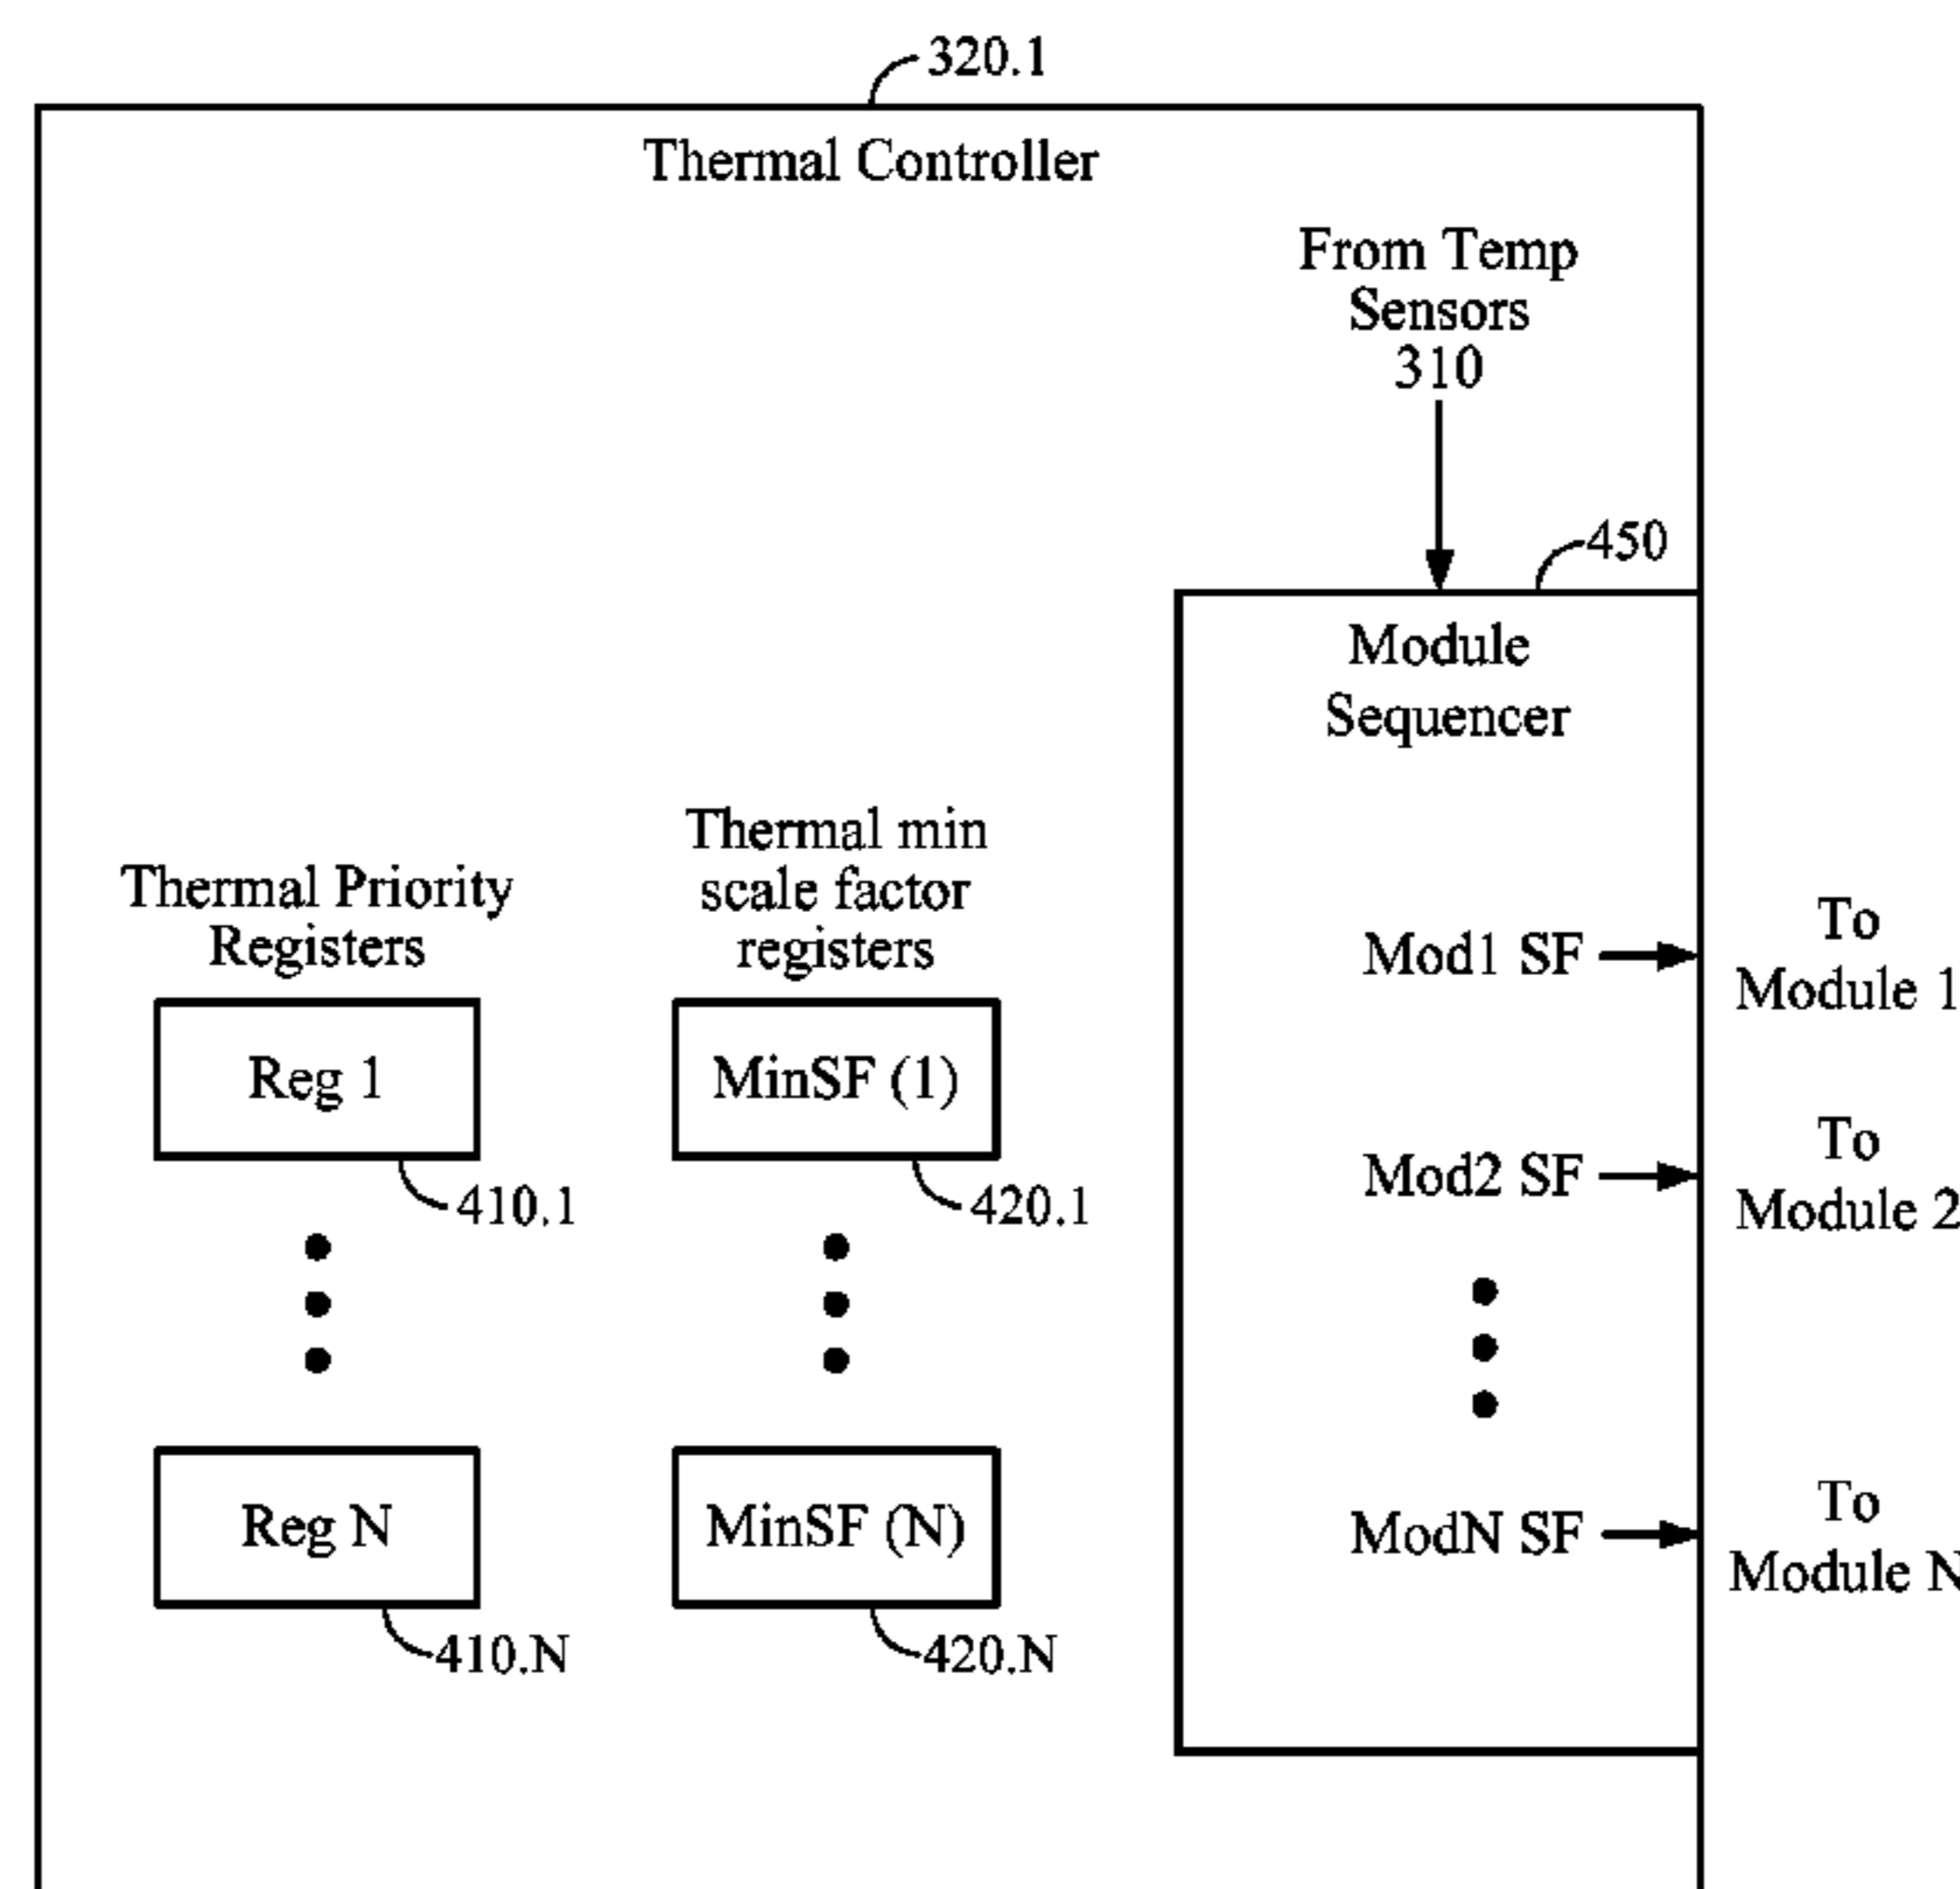 320.1
Thermal Controller
From Temp
Sensors
310
450
Module
Sequencer
Thermal Priority
Registers
Thermal min
scale factor
registers
Reg 1
410.1
MinSF (1)
420.1
Reg N
410.N
MinSF (N)
420.N
Mod1 SF
To
Module 1
Mod2 SF
To
Module 2
ModN SF
To
Module N